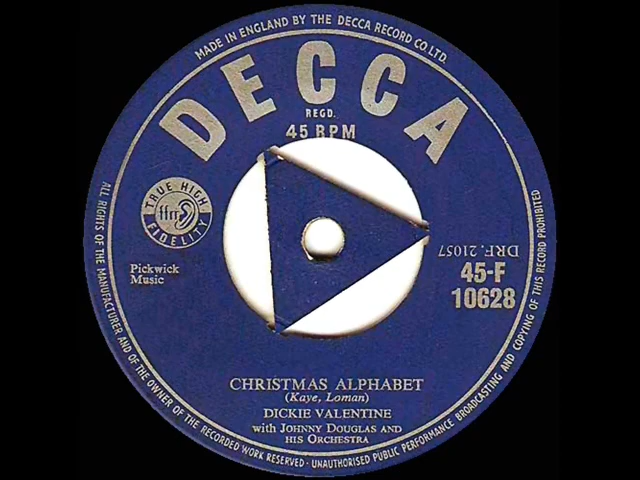 MADE IN ENGLAND BY THE DECCA RECORD CO LTD.
DECCA
REGD.
45 RPM
TRUE HIGH
ffrr
FIDELITY
Pickwick
Music
DRF. 21057
45-F
10628
CHRISTMAS ALPHABET
(Kaye, Loman)
DICKIE VALENTINE
with JOHNNY DOUGLAS AND
HIS ORCHESTRA
ALL RIGHTS OF THE MANUFACTURER AND OF THE OWNER OF THE RECORDED WORK RESERVED · UNAUTHORISED PUBLIC PERFORMANCE BROADCASTING AND COPYING OF THIS RECORD PROHIBITED